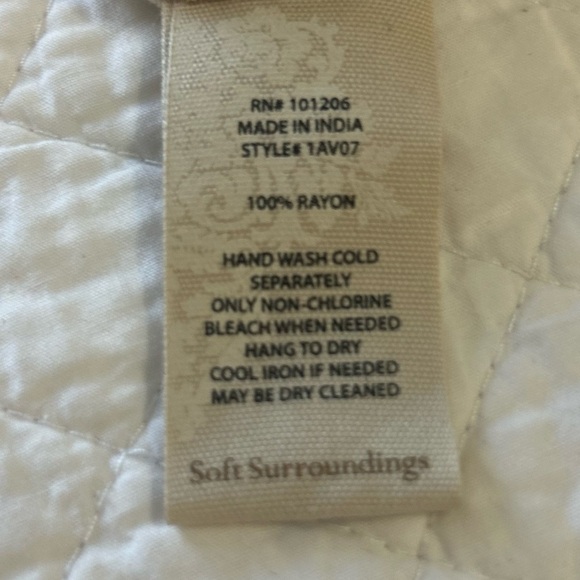 RN# 101206
MADE IN INDIA
STYLE# 1AV07
100% RAYON
HAND WASH COLD
SEPARATELY
ONLY NON-CHLORINE
BLEACH WHEN NEEDED
HANG TO DRY
COOL IRON IF NEEDED
MAY BE DRY CLEANED
Soft Surroundings